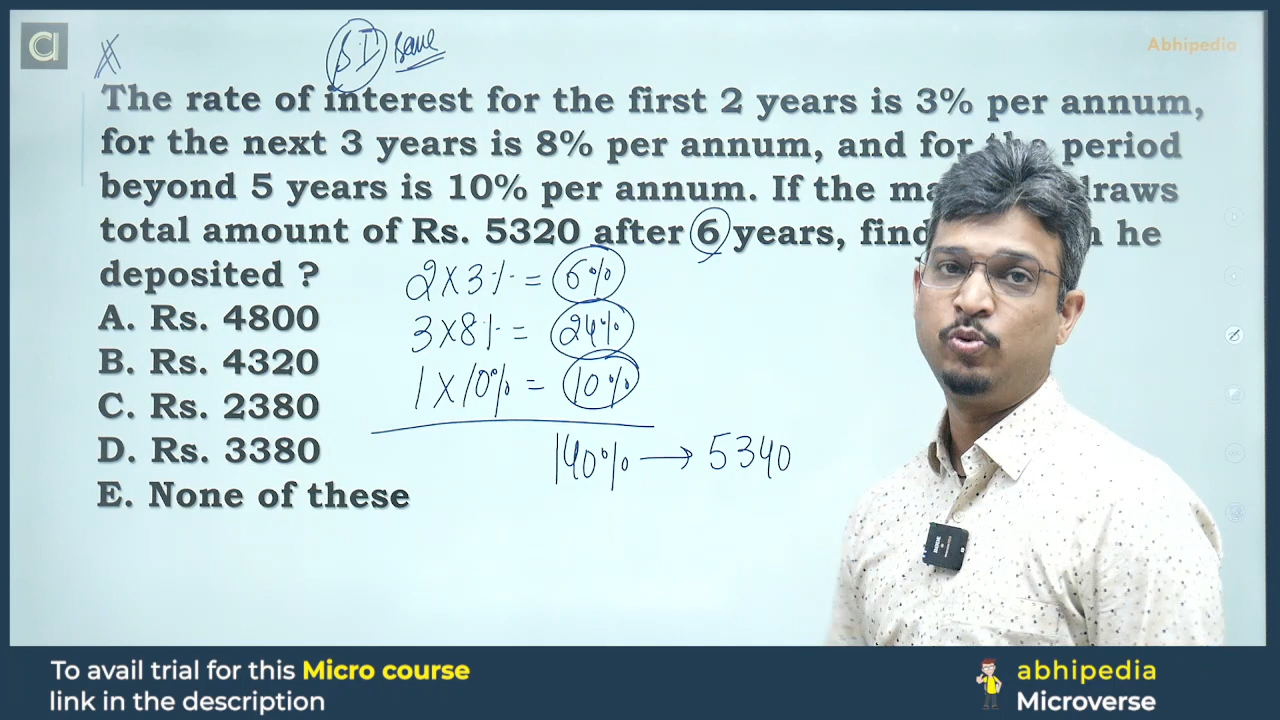 SI same
Abhipedia
The rate of interest for the first 2 years is 3% per annum,
for the next 3 years is 8% per annum, and for the period
beyond 5 years is 10% per annum. If the ma draws
total amount of Rs. 5320 after 6 years, find he
deposited ?
2 X 3% = 6%
A. Rs. 4800
3 X 8% = 24%
B. Rs. 4320
1 X 10% = 10%
C. Rs. 2380
D. Rs. 3380
140% → 5340
E. None of these
To avail trial for this Micro course
link in the description
abhipedia
Microverse